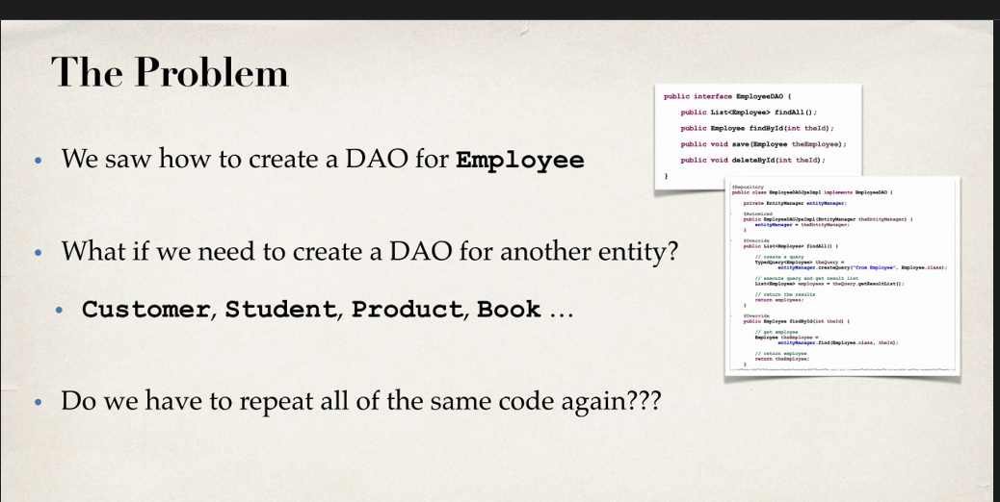 The Problem
• We saw how to create a DAO for Employee
• What if we need to create a DAO for another entity?
• Customer, Student, Product, Book ...
• Do we have to repeat all of the same code again???
public interface EmployeeDAO {
public List<Employee> findAll();
public Employee findById(int theId);
public void save(Employee theEmployee);
public void deleteById(int theId);
}
@Repository
public class EmployeeDAOJpaImpl implements EmployeeDAO {
private EntityManager entityManager;
@Autowired
public EmployeeDAOJpaImpl(EntityManager theEntityManager) {
entityManager = theEntityManager;
}
@Override
public List<Employee> findAll() {
// create a query
TypedQuery<Employee> theQuery =
entityManager.createQuery("from Employee", Employee.class);
// execute query and get result list
List<Employee> employees = theQuery.getResultList();
// return the results
return employees;
}
@Override
public Employee findById(int theId) {
// get employee
Employee theEmployee =
entityManager.find(Employee.class, theId);
// return employee
return theEmployee;
}